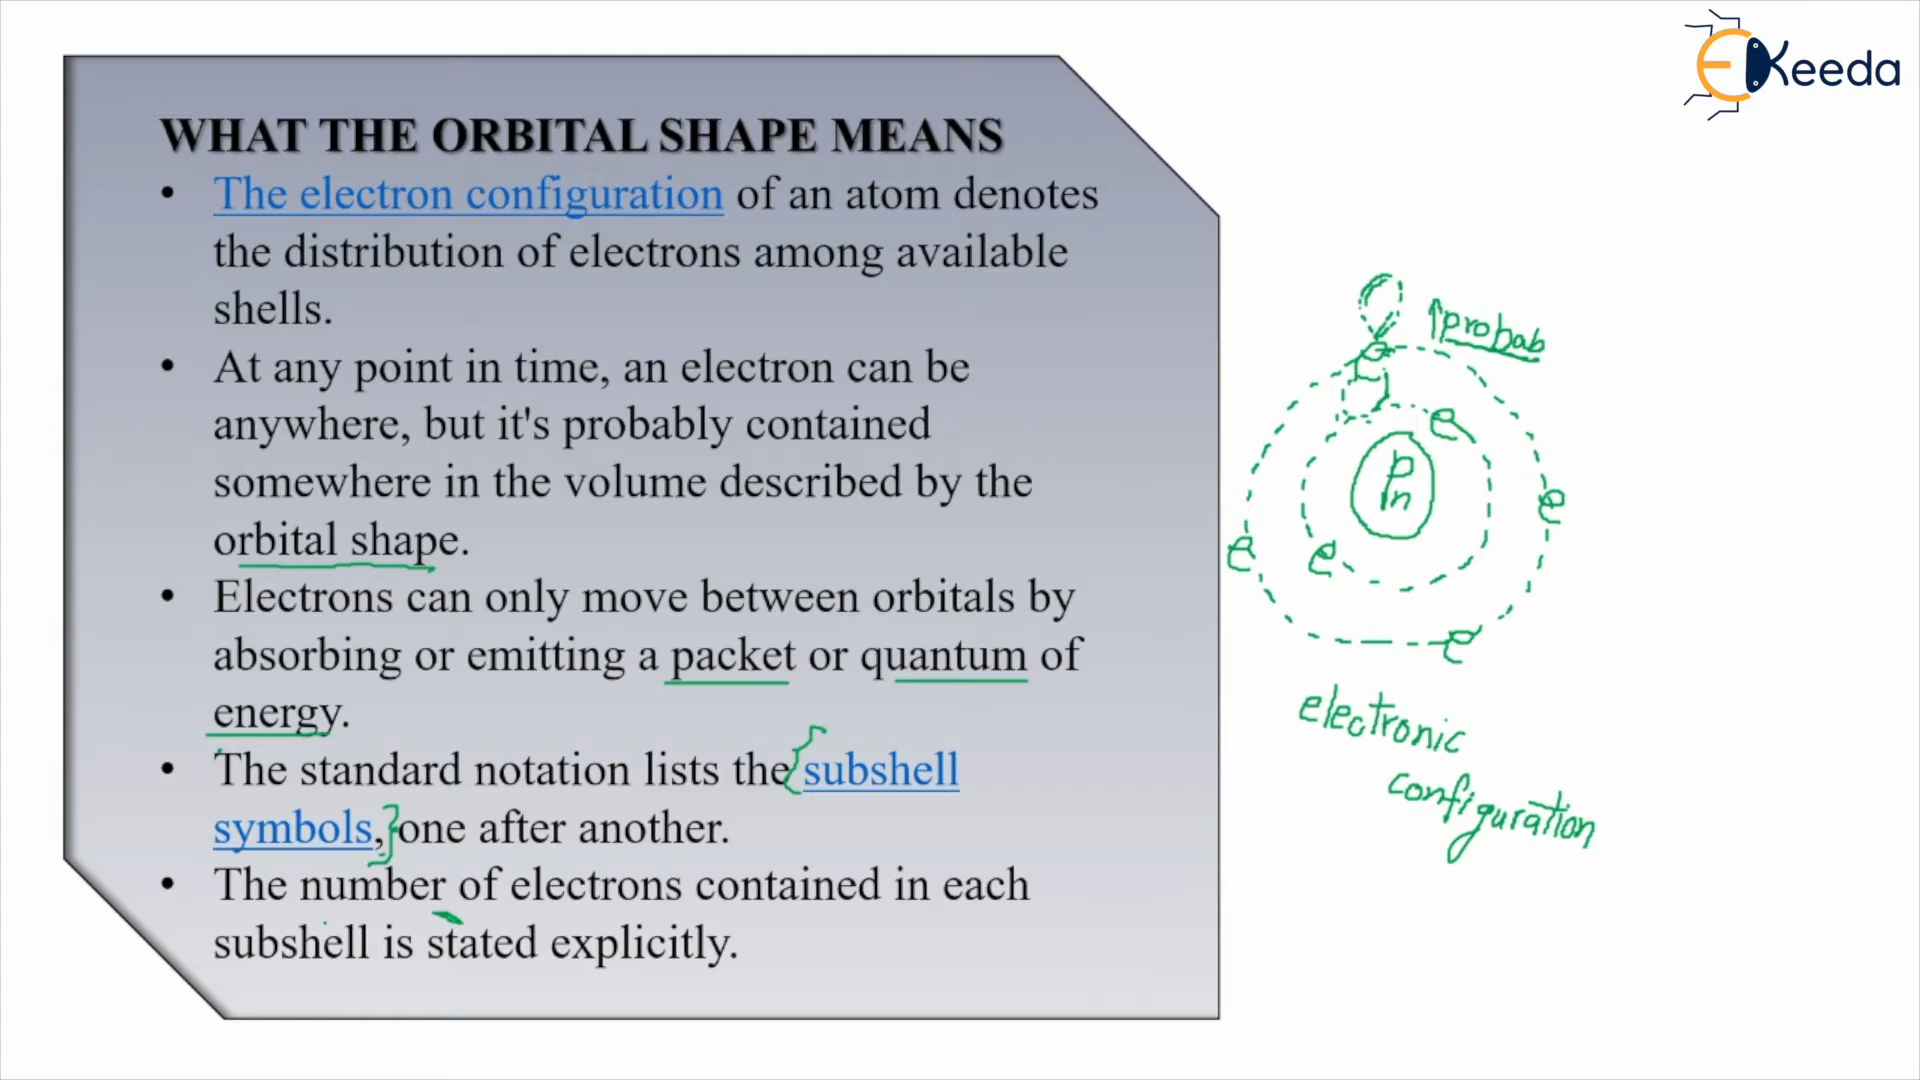 EKeeda
WHAT THE ORBITAL SHAPE MEANS
• The electron configuration of an atom denotes
the distribution of electrons among available
shells.
• At any point in time, an electron can be
anywhere, but it's probably contained
somewhere in the volume described by the
orbital shape.
• Electrons can only move between orbitals by
absorbing or emitting a packet or quantum of
energy.
• The standard notation lists the {subshell
symbols,} one after another.
• The number of electrons contained in each
subshell is stated explicitly.
↑probab
e
e
p
n
e
e
e
e
electronic
configuration